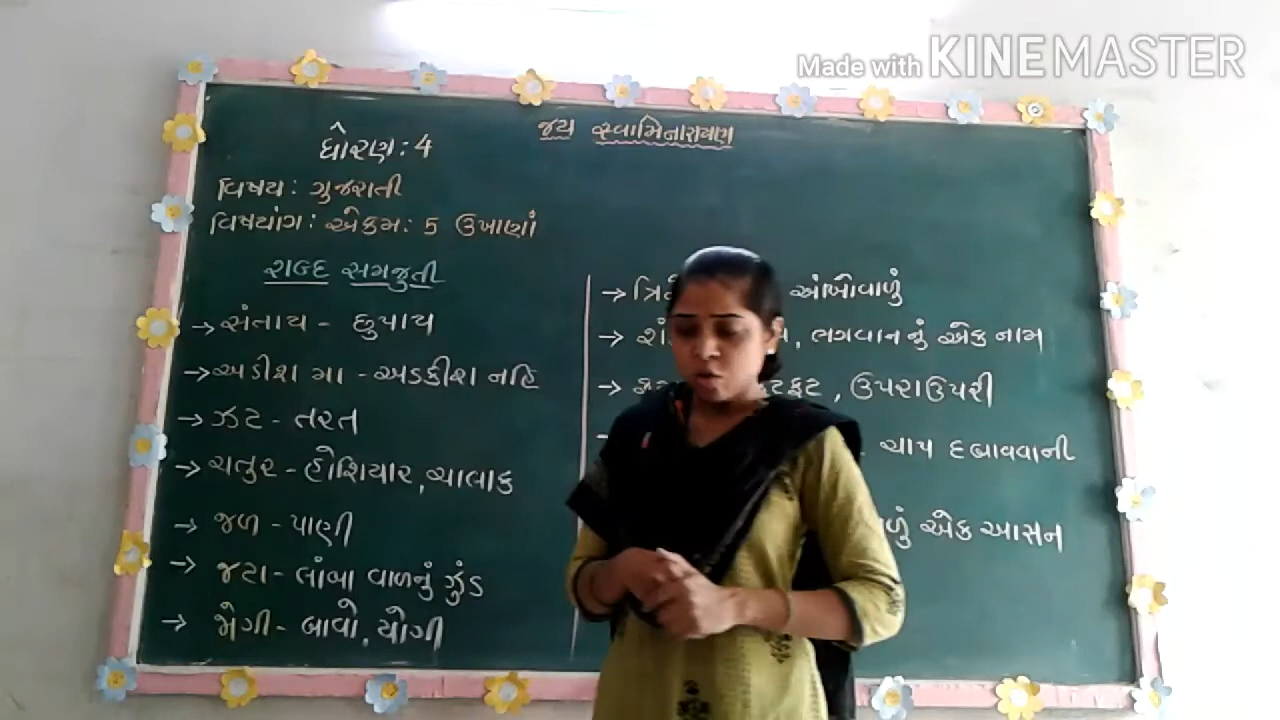 Made with KINEMASTER
જય સ્વામિનારાયણ
ધોરણ: 4
વિષય: ગુજરાતી
વિષયાંગ: એકમ: 5 ઉખાણાં
શબ્દ સમજુતી
→ સંતાય - છુપાય
→ અડીશ મા - અડકીશ નહિ
→ ઝટ - તરત
→ ચતુર - હોંશિયાર, ચાલાક
→ જળ - પાણી
→ જટા - લાંબા વાળનું ઝુંડ
→ જોગી - બાવો, યોગી
→ આંખોવાળું
→ , ભગવાનનું એક નામ
→ , ઉપરાઉપરી
ચાપ દબાવવાની
એક આસન